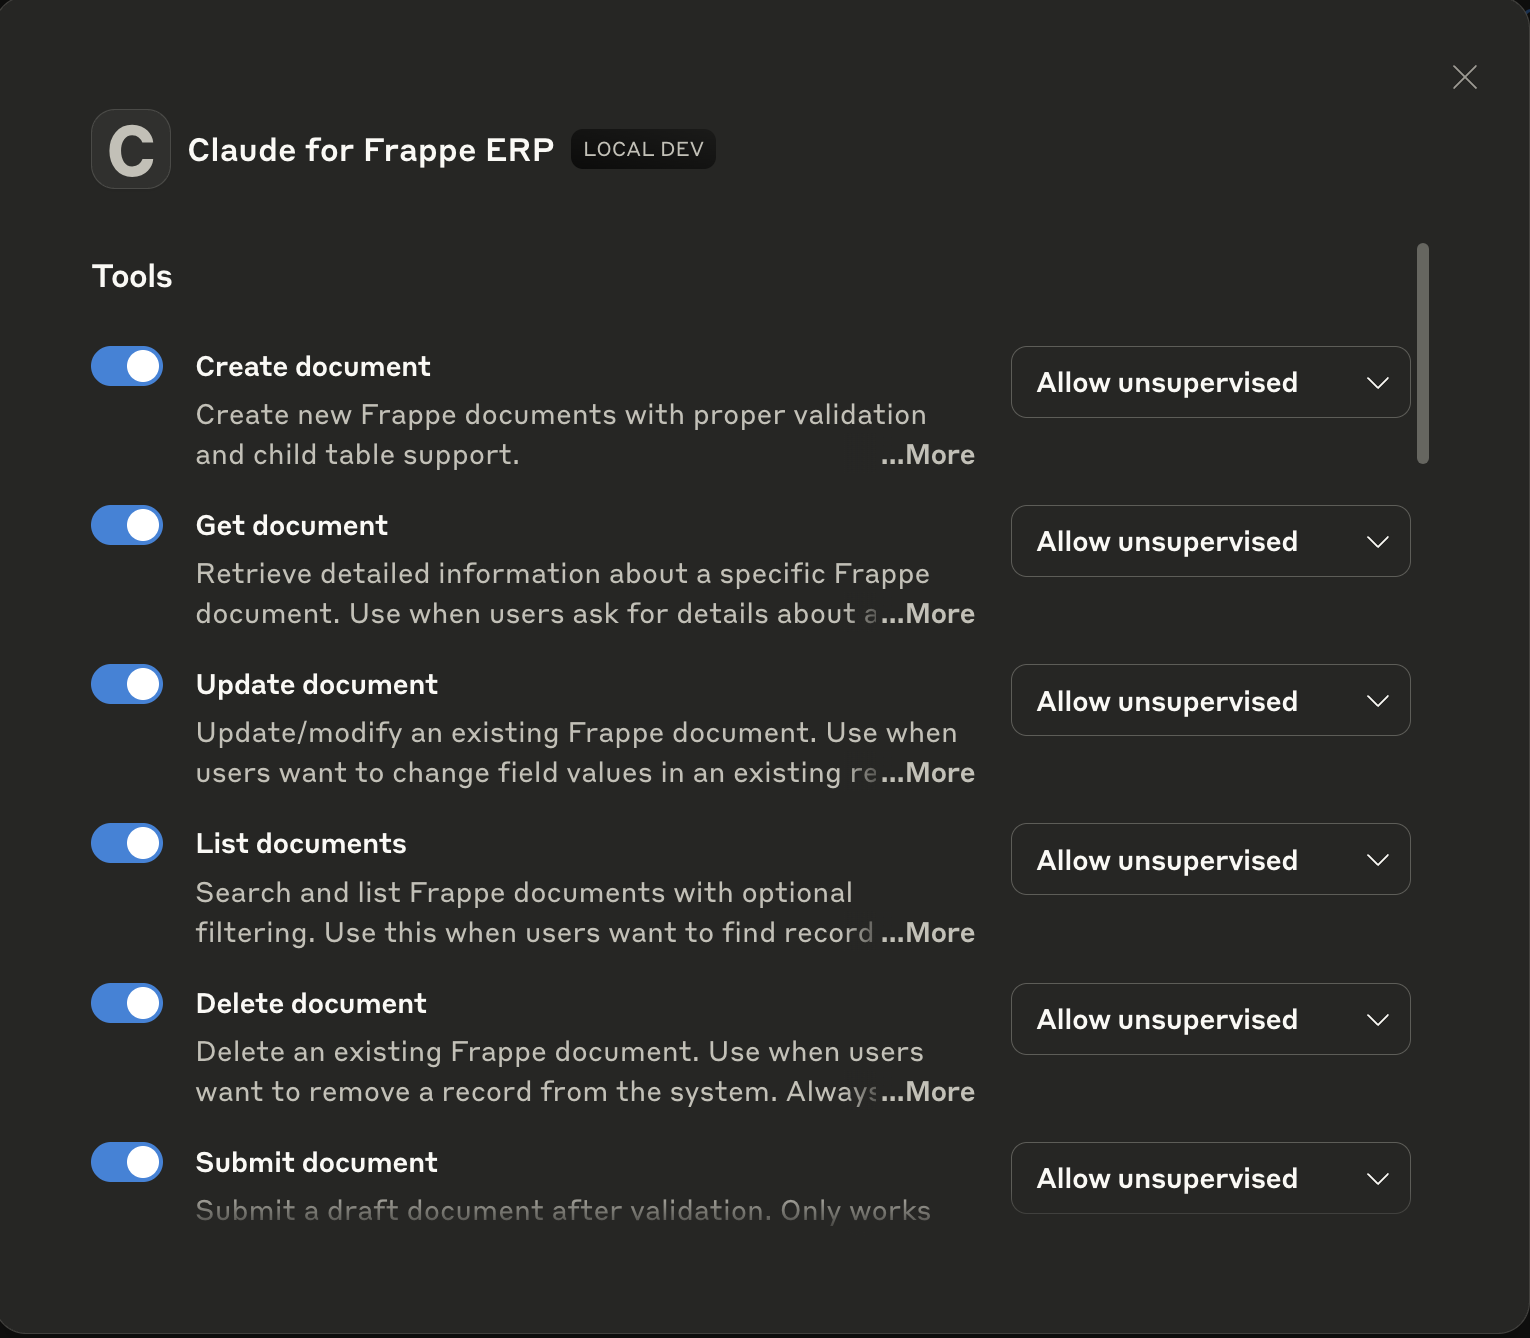 C
Claude for Frappe ERP LOCAL DEV
Tools
Create document
Allow unsupervised
Create new Frappe documents with proper validation
and child table support. ...More
Get document
Allow unsupervised
Retrieve detailed information about a specific Frappe
document. Use when users ask for details about a...More
Update document
Allow unsupervised
Update/modify an existing Frappe document. Use when
users want to change field values in an existing re...More
List documents
Allow unsupervised
Search and list Frappe documents with optional
filtering. Use this when users want to find record...More
Delete document
Allow unsupervised
Delete an existing Frappe document. Use when users
want to remove a record from the system. Always...More
Submit document
Allow unsupervised
Submit a draft document after validation. Only works